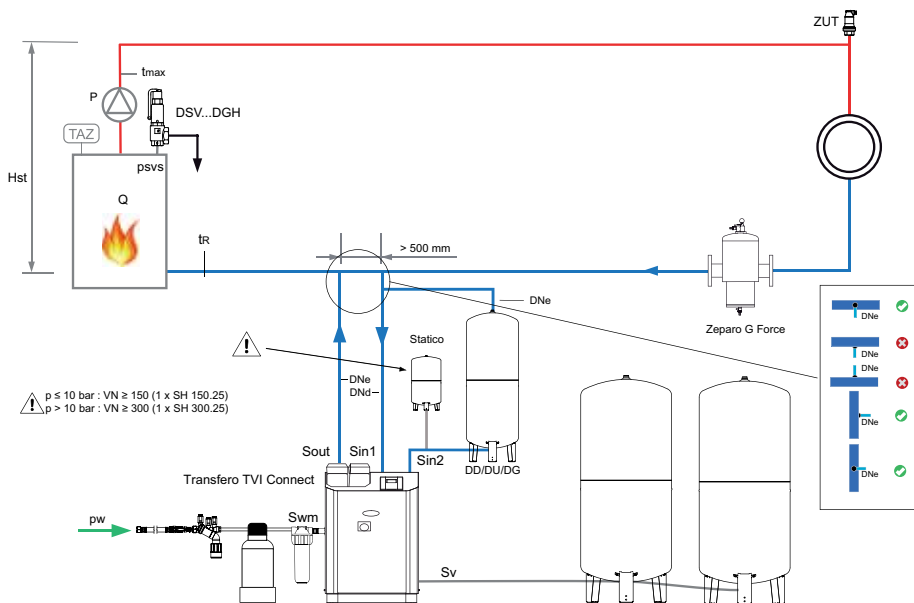 ZUT
tmax
P
DSV...DGH
TAZ
psvs
Hst
Q
tR
> 500 mm
DNe
Zeparo G Force
Statico
DNe
DNe
DNe
DNe
DNe
p ≤ 10 bar : VN ≥ 150 (1 x SH 150.25)
p > 10 bar : VN ≥ 300 (1 x SH 300.25)
DNe
DNd
Sout
Sin1
Sin2
DD/DU/DG
Transfero TVI Connect
pw
Swm
Sv